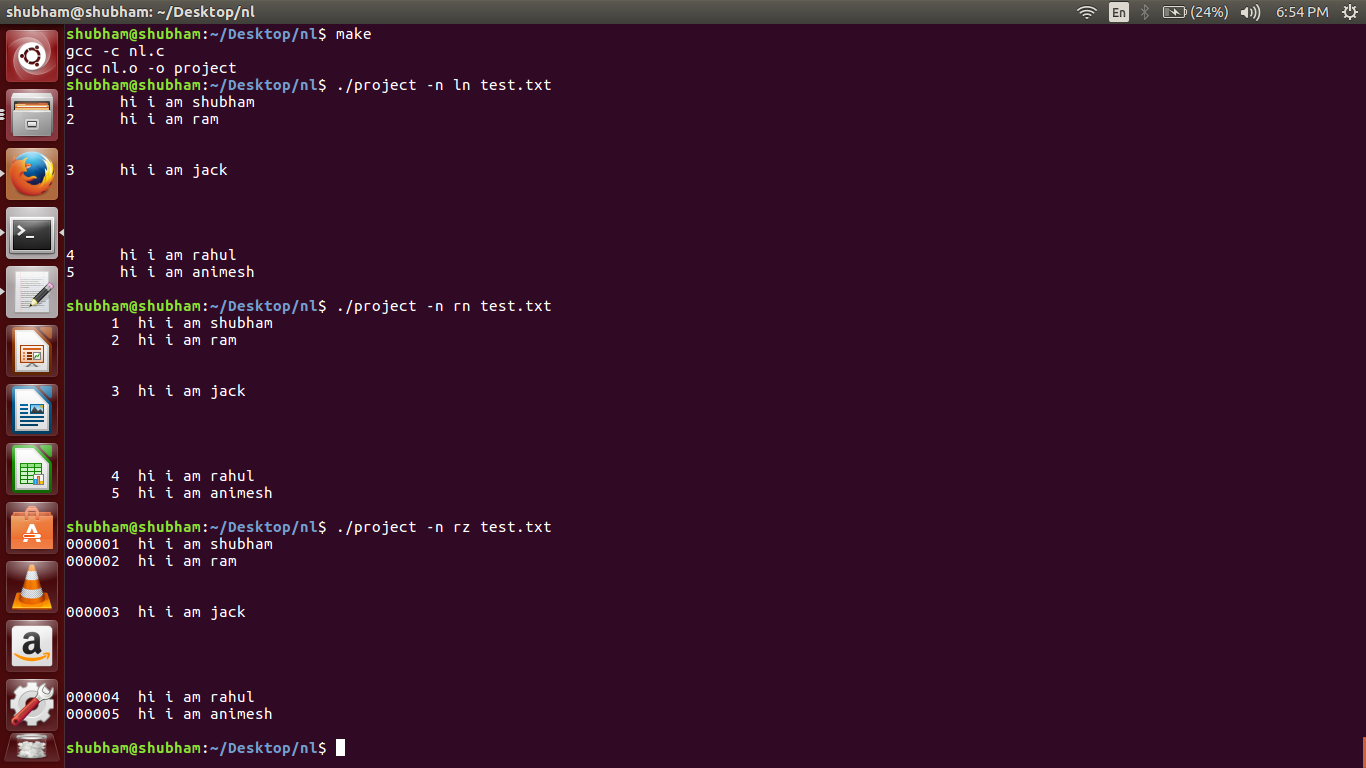 shubham@shubham: ~/Desktop/nl En (24%) 6:54 PM
shubham@shubham:~/Desktop/nl$ make
gcc -c nl.c
gcc nl.o -o project
shubham@shubham:~/Desktop/nl$ ./project -n ln test.txt
1     hi i am shubham
2     hi i am ram
3     hi i am jack
4     hi i am rahul
5     hi i am animesh
shubham@shubham:~/Desktop/nl$ ./project -n rn test.txt
     1  hi i am shubham
     2  hi i am ram
     3  hi i am jack
     4  hi i am rahul
     5  hi i am animesh
shubham@shubham:~/Desktop/nl$ ./project -n rz test.txt
000001  hi i am shubham
000002  hi i am ram
000003  hi i am jack
000004  hi i am rahul
000005  hi i am animesh
shubham@shubham:~/Desktop/nl$